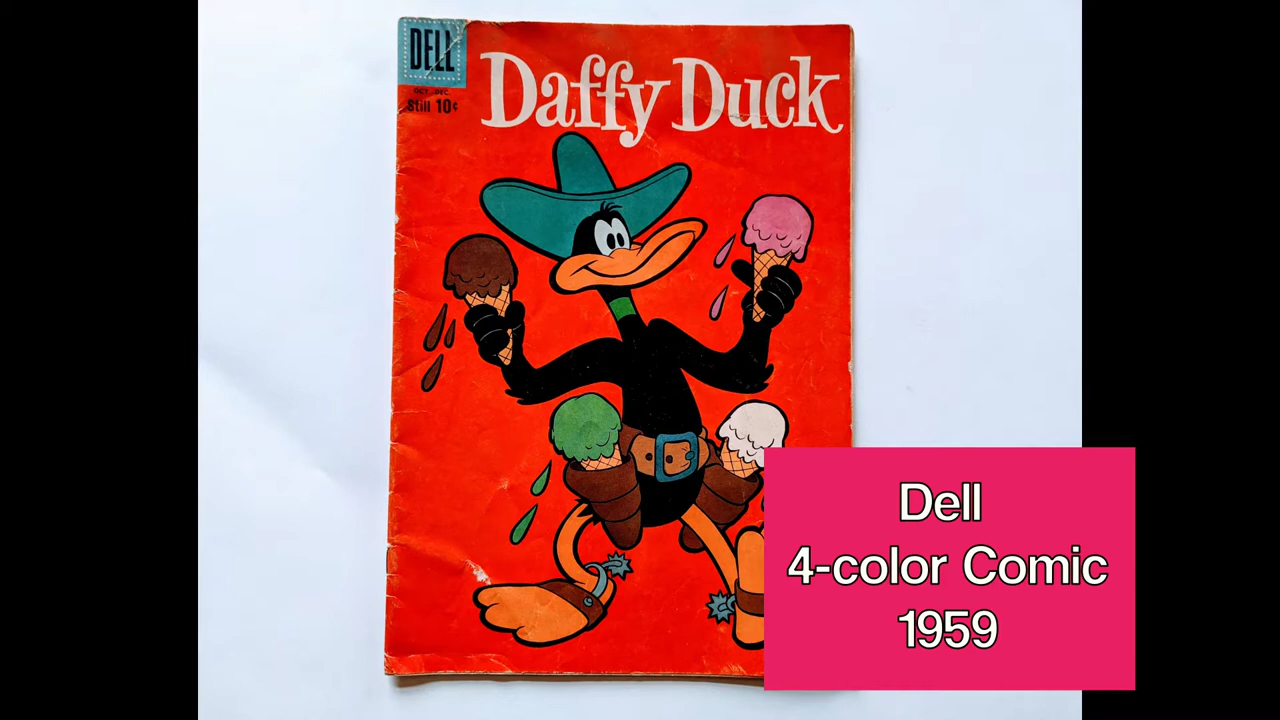 DELL
OCT.-DEC.
Still 10¢
Daffy Duck
Dell
4-color Comic
1959